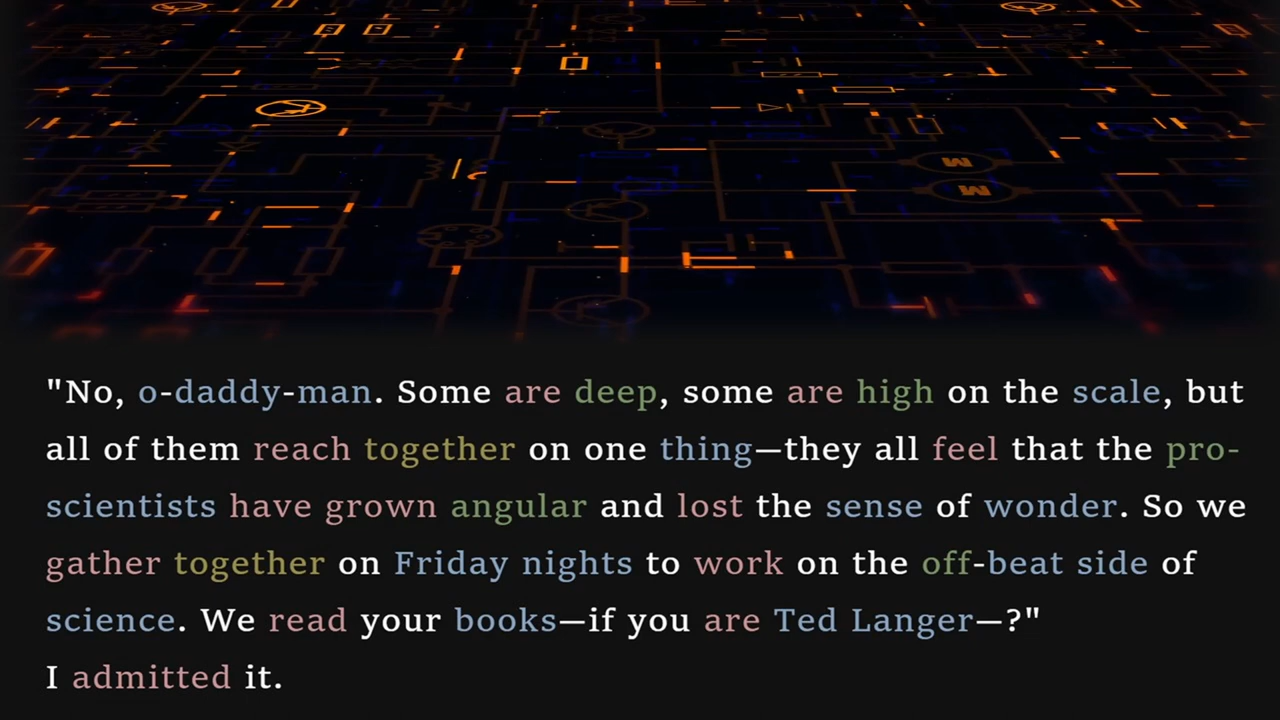 "No, o-daddy-man. Some are deep, some are high on the scale, but
all of them reach together on one thing—they all feel that the pro-
scientists have grown angular and lost the sense of wonder. So we
gather together on Friday nights to work on the off-beat side of
science. We read your books—if you are Ted Langer—?"
I admitted it.